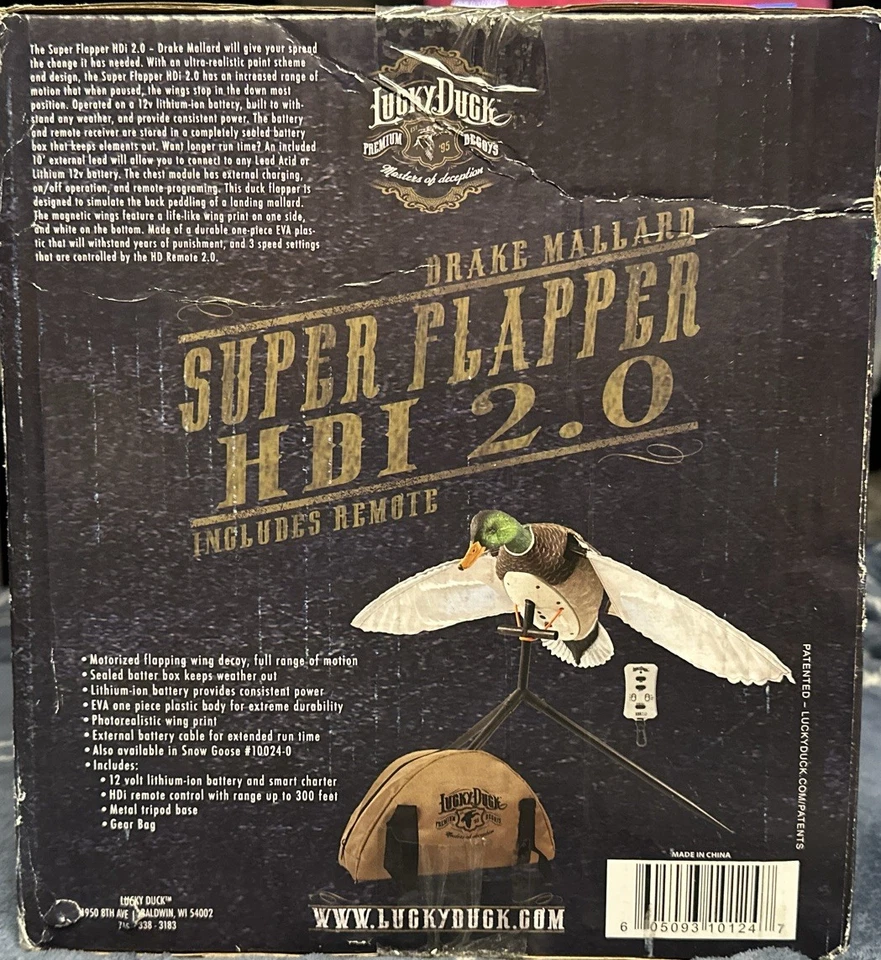 The Super Flapper HDi 2.0 - Drake Mallard will give your spread
the change it has needed. With an ultra-realistic paint scheme
and design, the Super Flapper HDi 2.0 has an increased range of
motion that when paused, the wings stop in the down most
position. Operated on a 12v lithium-ion battery, built to with-
stand any weather, and provide consistent power. The battery
and remote receiver are stored in a completely sealed battery
box that keeps elements out. Want longer run time? An included
10' external lead will allow you to connect to any Lead Acid or
Lithium 12v battery. The chest module has external charging,
on/off operation, and remote programing. This duck flapper is
designed to simulate the back peddling of a landing mallard.
The magnetic wings feature a life-like wing print on one side,
and white on the bottom. Made of a durable one-piece EVA plas-
tic that will withstand years of punishment, and 3 speed settings
that are controlled by the HD Remote 2.0.
LUCKY DUCK
PREMIUM DECOYS
'95
Masters of deception
DRAKE MALLARD
SUPER FLAPPER
HDI 2.0
INCLUDES REMOTE
• Motorized flapping wing decoy, full range of motion
• Sealed batter box keeps weather out
• Lithium-ion battery provides consistent power
• EVA one piece plastic body for extreme durability
• Photorealistic wing print
• External battery cable for extended run time
• Also available in Snow Goose #10024-0
• Includes:
• 12 volt lithium-ion battery and smart charter
• HDi remote control with range up to 300 feet
• Metal tripod base
• Gear Bag
LUCKY DUCK
PREMIUM DECOYS
Masters of deception
PATENTED – LUCKYDUCK.COM/PATENTS
MADE IN CHINA
6 05093 10124 7
LUCKY DUCK™
8TH AVE BALDWIN, WI 54002
338 - 3183
WWW.LUCKYDUCK.COM